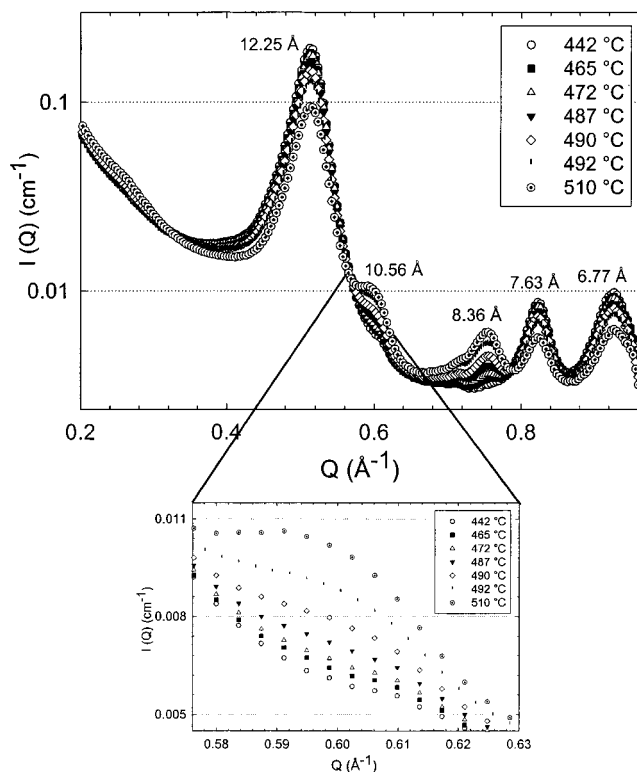 12.25 Å
442 °C
465 °C
472 °C
487 °C
490 °C
492 °C
510 °C
0.1
I (Q) (cm⁻¹)
10.56 Å
7.63 Å
6.77 Å
0.01
8.36 Å
0.2
0.4
0.6
0.8
Q (Å⁻¹)
0.011
442 °C
465 °C
472 °C
487 °C
490 °C
492 °C
510 °C
I (Q) (cm⁻¹)
0.008
0.005
0.58
0.59
0.60
0.61
0.62
0.63
Q (Å⁻¹)